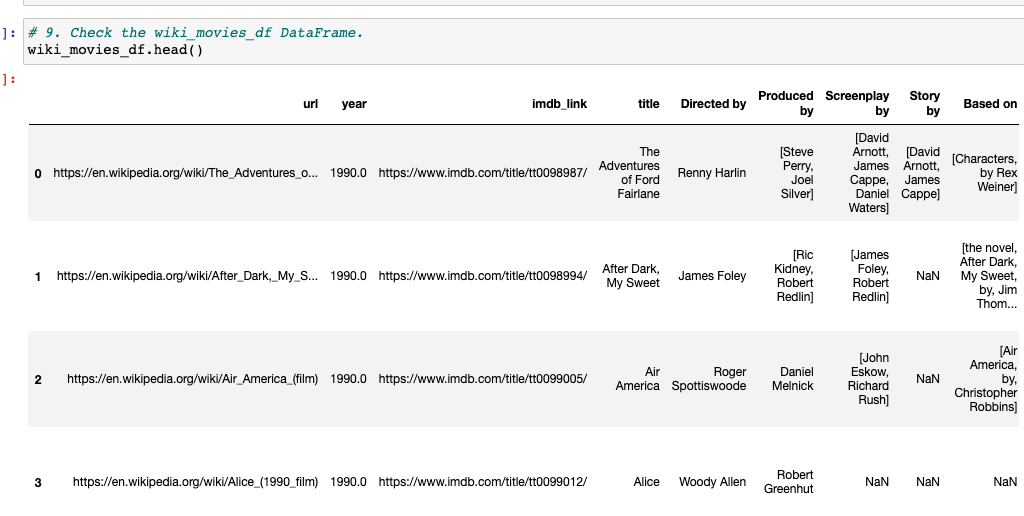 ]: # 9. Check the wiki_movies_df DataFrame.
wiki_movies_df.head()
]:
url year imdb_link title Directed by Produced by Screenplay by Story by Based on
0 https://en.wikipedia.org/wiki/The_Adventures_o... 1990.0 https://www.imdb.com/title/tt0098987/ The Adventures of Ford Fairlane Renny Harlin [Steve Perry, Joel Silver] [David Arnott, James Cappe, Daniel Waters] [David Arnott, James Cappe] [Characters, by Rex Weiner]
1 https://en.wikipedia.org/wiki/After_Dark,_My_S... 1990.0 https://www.imdb.com/title/tt0098994/ After Dark, My Sweet James Foley [Ric Kidney, Robert Redlin] [James Foley, Robert Redlin] NaN [the novel, After Dark, My Sweet, by, Jim Thom...
2 https://en.wikipedia.org/wiki/Air_America_(film) 1990.0 https://www.imdb.com/title/tt0099005/ Air America Roger Spottiswoode Daniel Melnick [John Eskow, Richard Rush] NaN [Air America, by, Christopher Robbins]
3 https://en.wikipedia.org/wiki/Alice_(1990_film) 1990.0 https://www.imdb.com/title/tt0099012/ Alice Woody Allen Robert Greenhut NaN NaN NaN